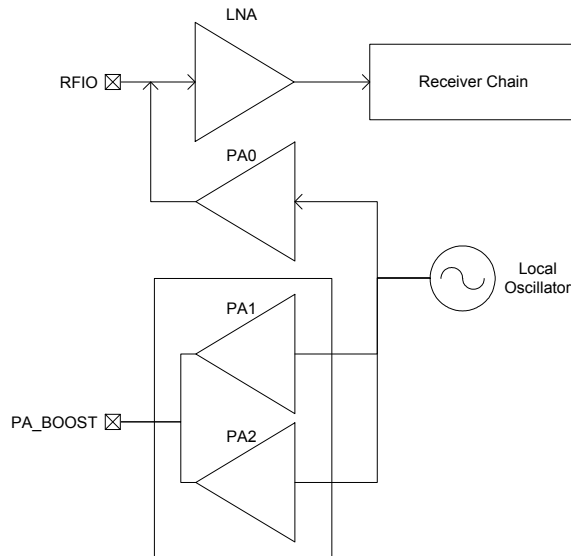 LNA
RFIO
Receiver Chain
PA0
Local
Oscillator
PA1
PA_BOOST
PA2